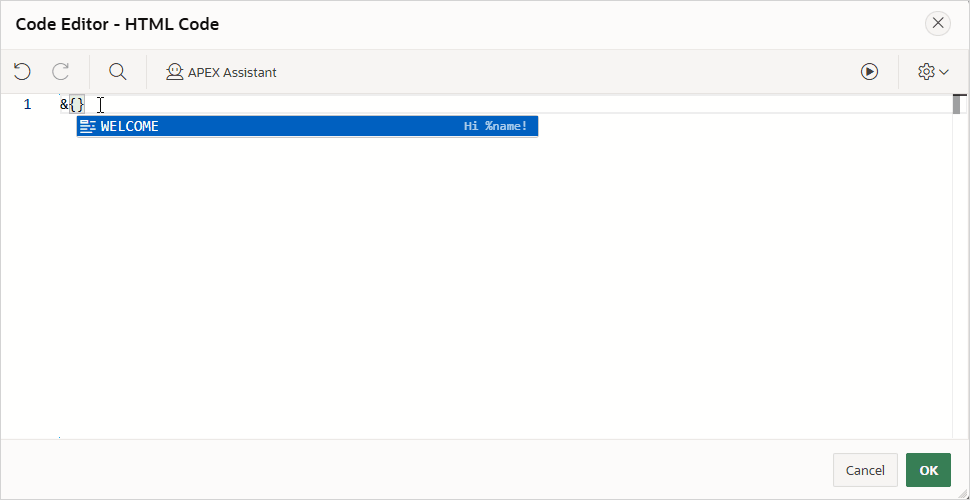 Code Editor - HTML Code
APEX Assistant
1 &{}
WELCOME Hi %name!
Cancel OK